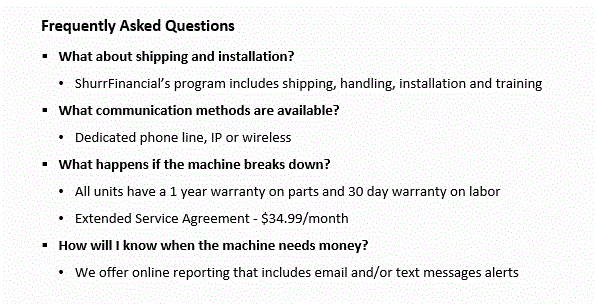 Frequently Asked Questions
▪ What about shipping and installation?
• ShurrFinancial's program includes shipping, handling, installation and training
▪ What communication methods are available?
• Dedicated phone line, IP or wireless
▪ What happens if the machine breaks down?
• All units have a 1 year warranty on parts and 30 day warranty on labor
• Extended Service Agreement - $34.99/month
▪ How will I know when the machine needs money?
• We offer online reporting that includes email and/or text messages alerts